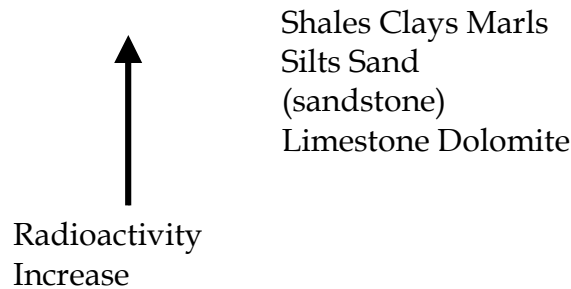 Shales Clays Marls
Silts Sand
(sandstone)
Limestone Dolomite
Radioactivity
Increase